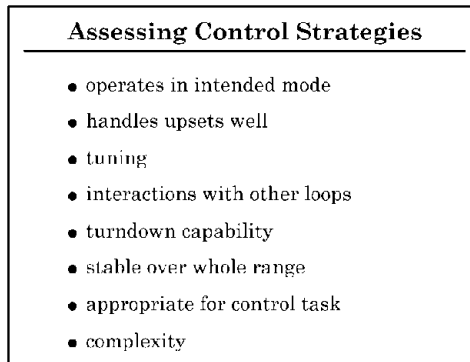 Assessing Control Strategies
• operates in intended mode
• handles upsets well
• tuning
• interactions with other loops
• turndown capability
• stable over whole range
• appropriate for control task
• complexity